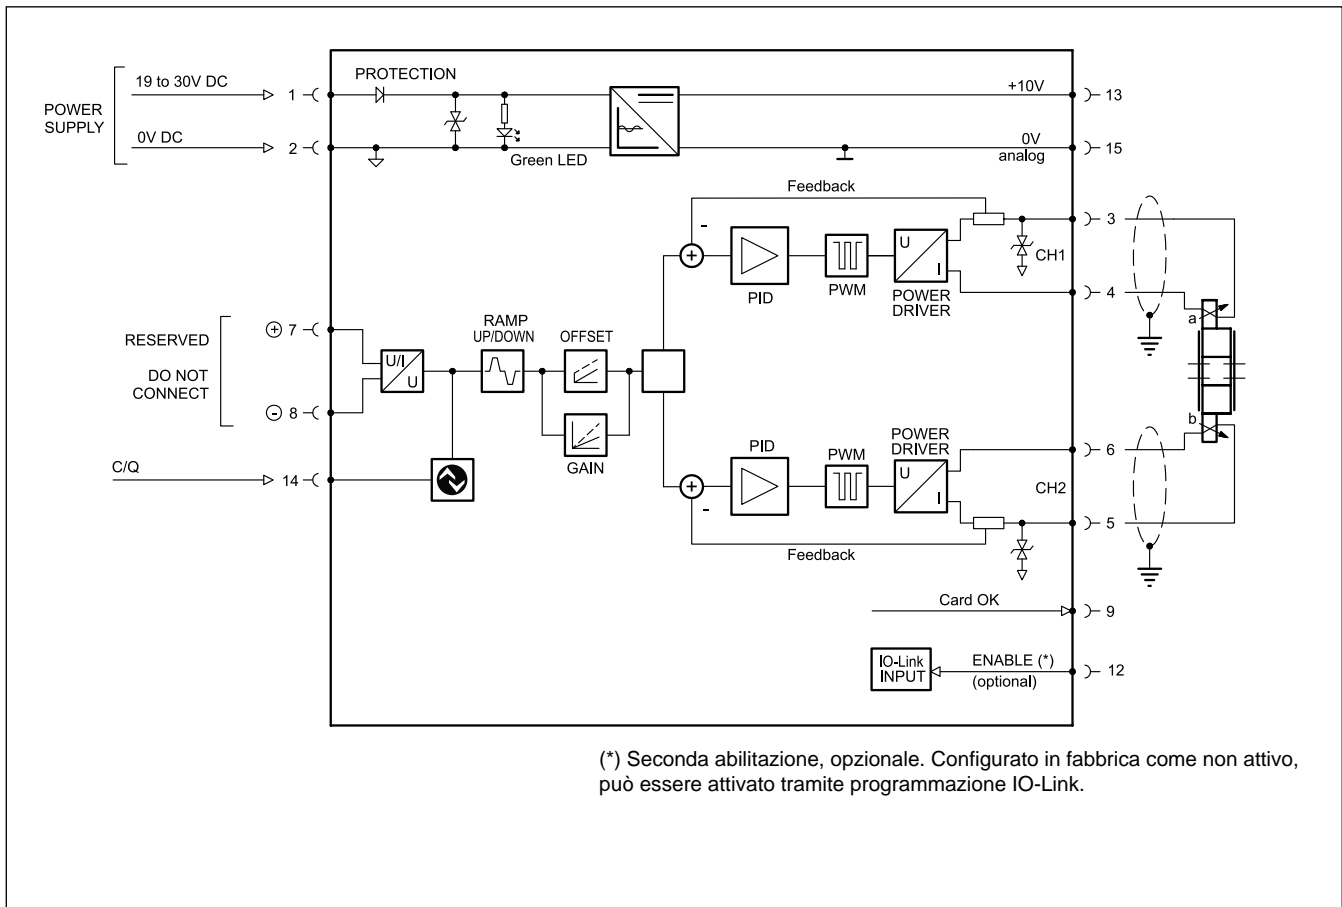 19 to 30V DC
POWER
SUPPLY
0V DC
1
2
PROTECTION
Green LED
+10V
13
0V
analog
15
Feedback
-
3
CH1
PID
PWM
U
I
POWER
DRIVER
4
a
RESERVED
DO NOT
CONNECT
+ 7
- 8
U/I
U
RAMP
UP/DOWN
OFFSET
GAIN
C/Q
14
b
PID
PWM
POWER
DRIVER
U
I
6
CH2
5
-
Feedback
Card OK
9
IO-Link
INPUT
ENABLE (*)
(optional)
12
(*) Seconda abilitazione, opzionale. Configurato in fabbrica come non attivo,
può essere attivato tramite programmazione IO-Link.